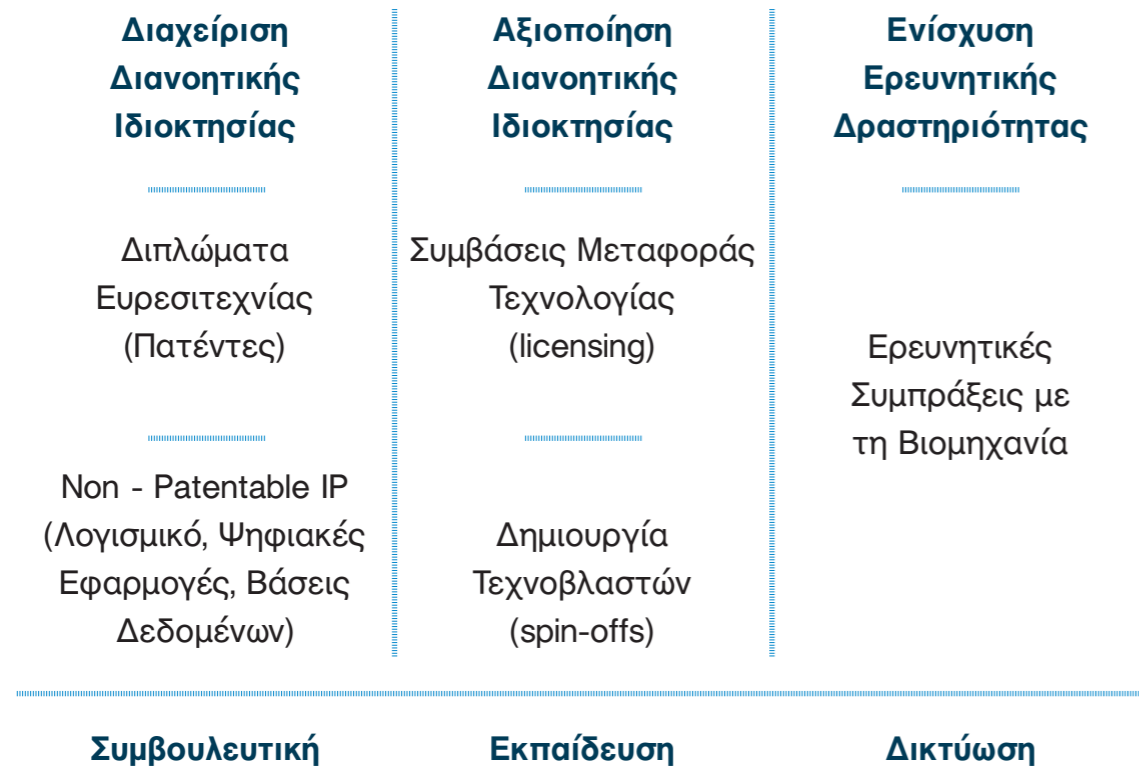 Διαχείριση
Διανοητικής
Ιδιοκτησίας
Διπλώματα
Ευρεσιτεχνίας
(Πατέντες)
Non - Patentable IP
(Λογισμικό, Ψηφιακές
Εφαρμογές, Βάσεις
Δεδομένων)
Αξιοποίηση
Διανοητικής
Ιδιοκτησίας
Συμβάσεις Μεταφοράς
Τεχνολογίας
(licensing)
Δημιουργία
Τεχνοβλαστών
(spin-offs)
Ενίσχυση
Ερευνητικής
Δραστηριότητας
Ερευνητικές
Συμπράξεις με
τη Βιομηχανία
Συμβουλευτική
Εκπαίδευση
Δικτύωση